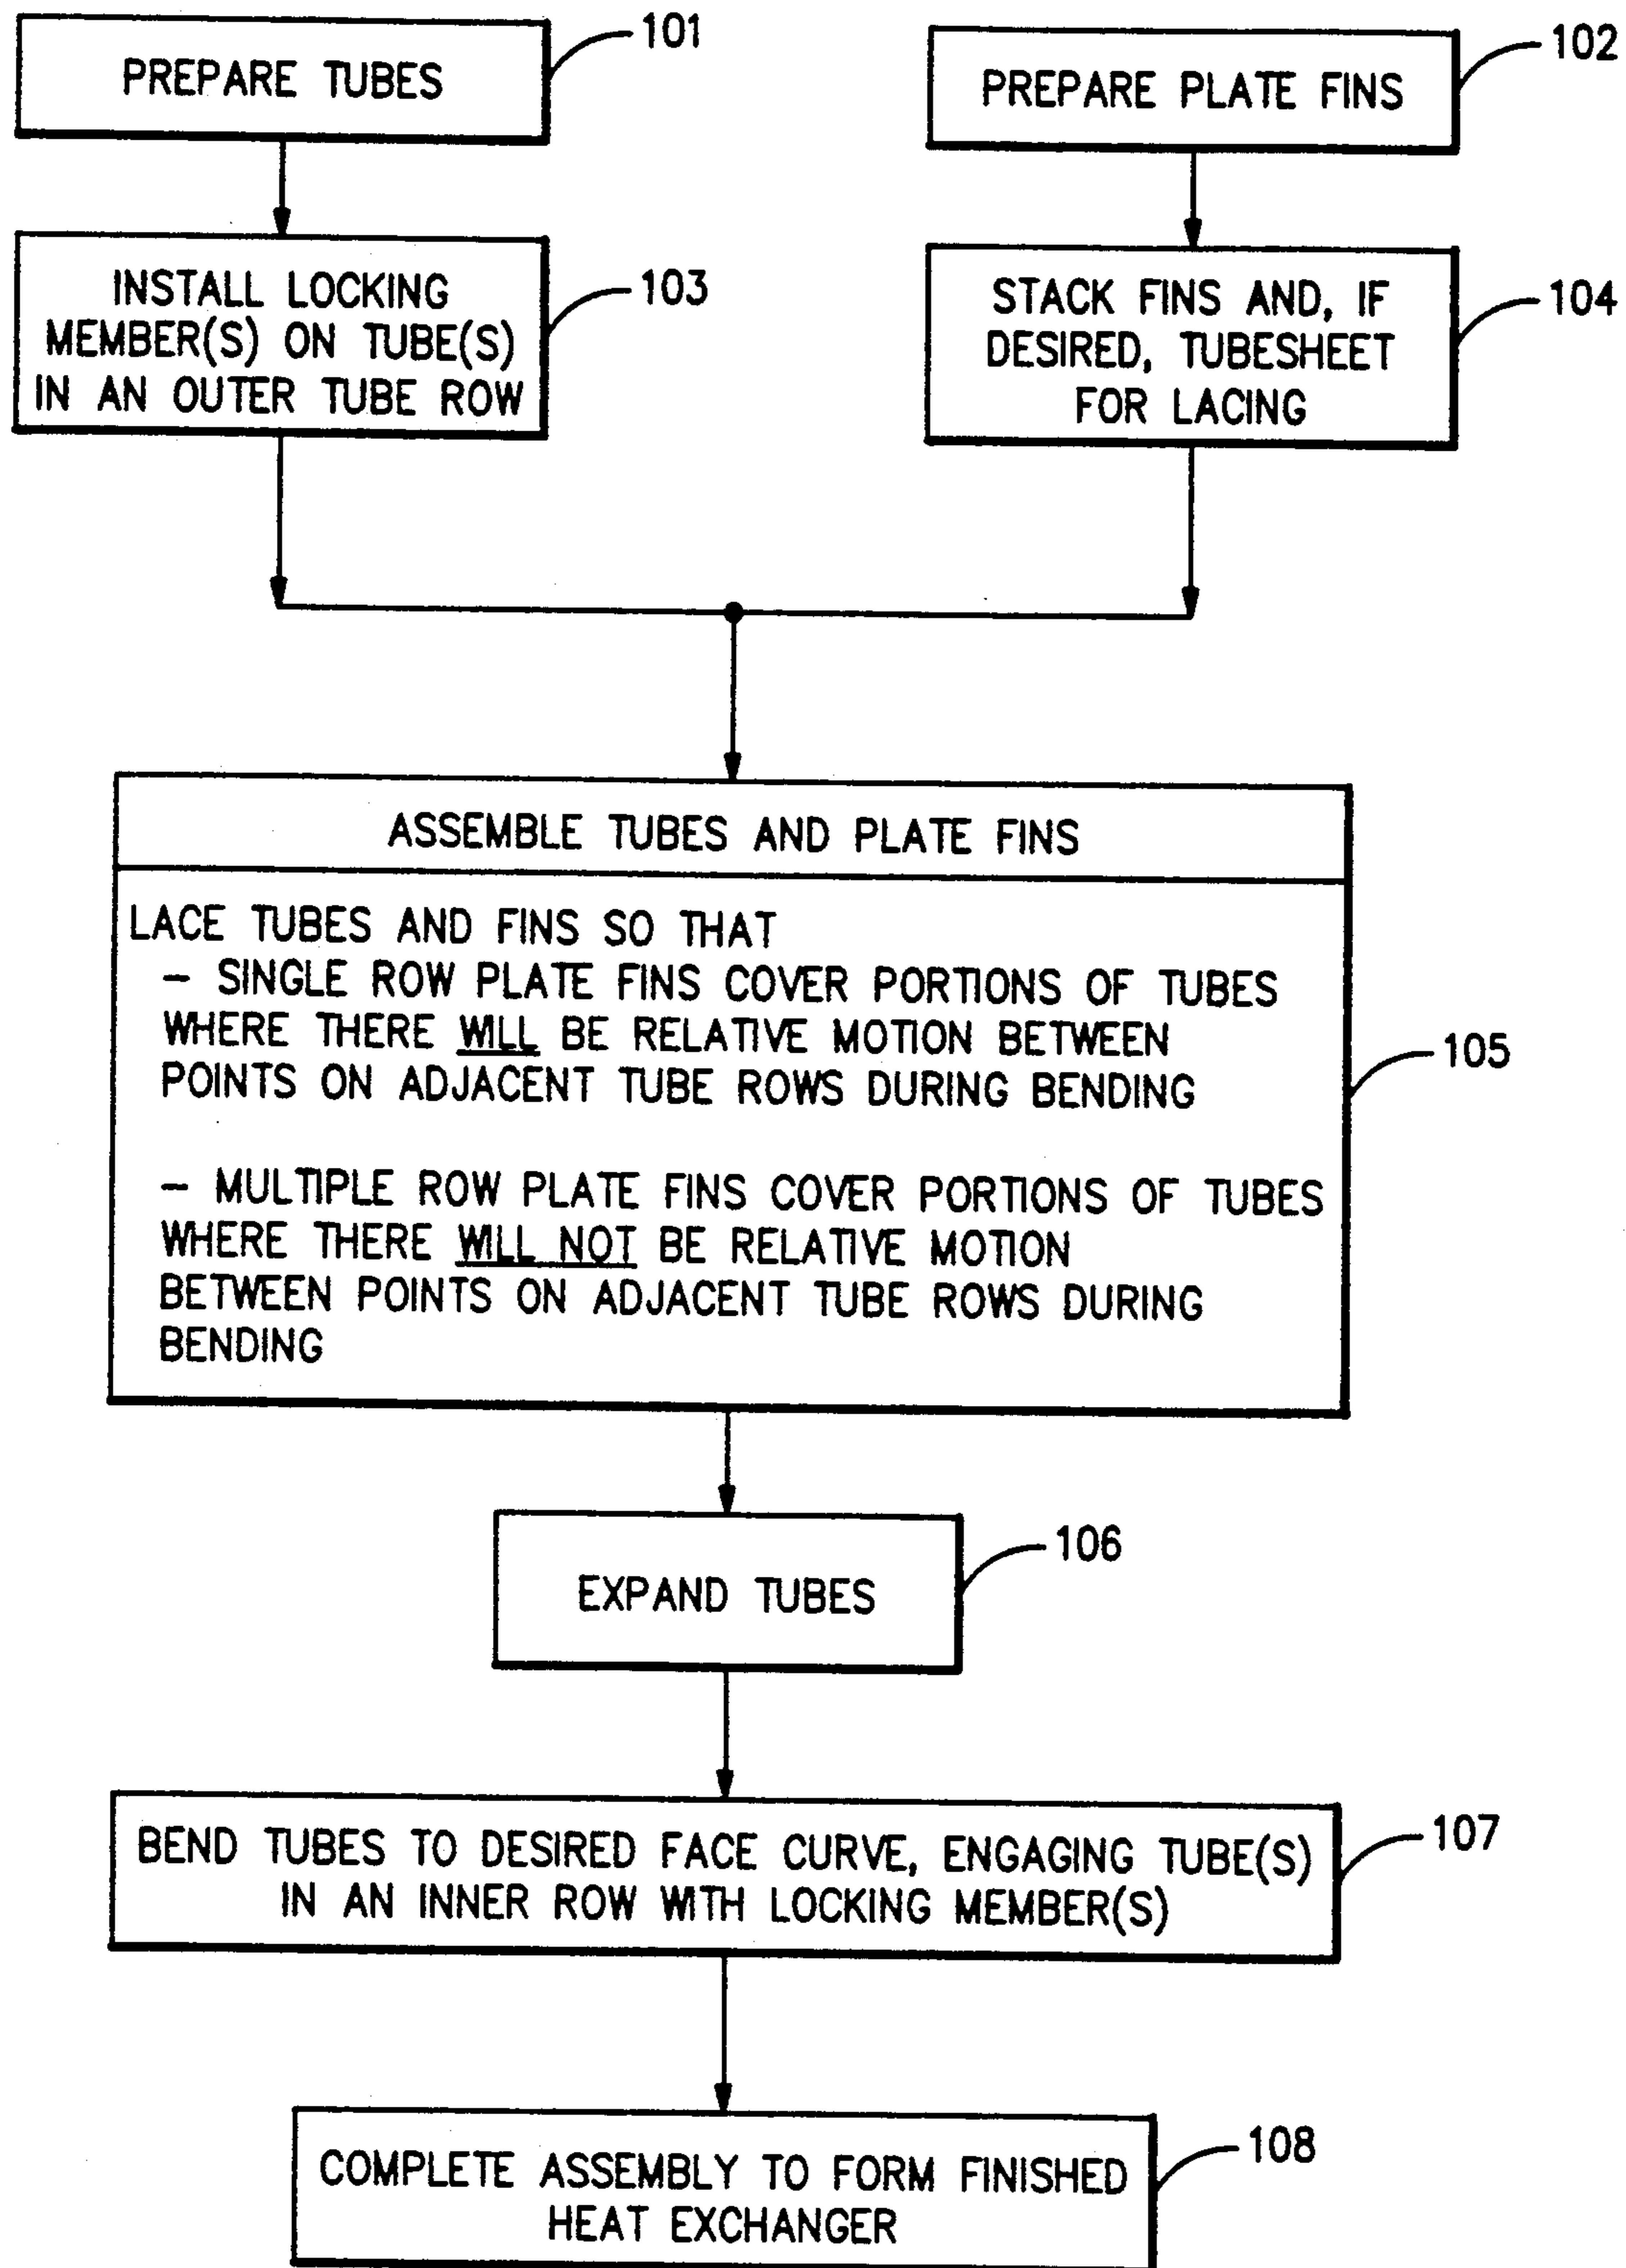 PREPARE TUBES
101
PREPARE PLATE FINS
102
INSTALL LOCKING
MEMBER(S) ON TUBE(S)
IN AN OUTER TUBE ROW
103
STACK FINS AND, IF
DESIRED, TUBESHEET
FOR LACING
104
ASSEMBLE TUBES AND PLATE FINS
LACE TUBES AND FINS SO THAT
– SINGLE ROW PLATE FINS COVER PORTIONS OF TUBES
WHERE THERE WILL BE RELATIVE MOTION BETWEEN
POINTS ON ADJACENT TUBE ROWS DURING BENDING
– MULTIPLE ROW PLATE FINS COVER PORTIONS OF TUBES
WHERE THERE WILL NOT BE RELATIVE MOTION
BETWEEN POINTS ON ADJACENT TUBE ROWS DURING
BENDING
105
EXPAND TUBES
106
BEND TUBES TO DESIRED FACE CURVE, ENGAGING TUBE(S)
IN AN INNER ROW WITH LOCKING MEMBER(S)
107
COMPLETE ASSEMBLY TO FORM FINISHED
HEAT EXCHANGER
108